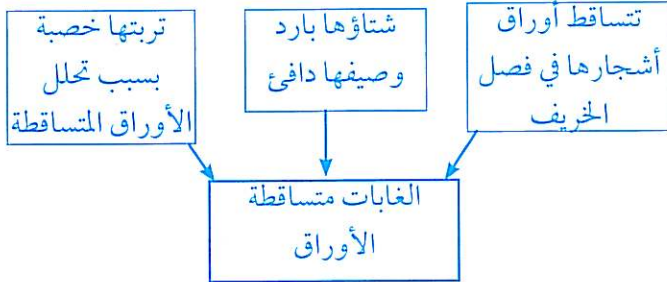 تتساقط أوراق
أشجارها في فصل
الخريف
شتاؤها بارد
وصيفها دافئ
تربتها خصبة
بسبب تحلل
الأوراق المتساقطة
الغابات متساقطة
الأوراق